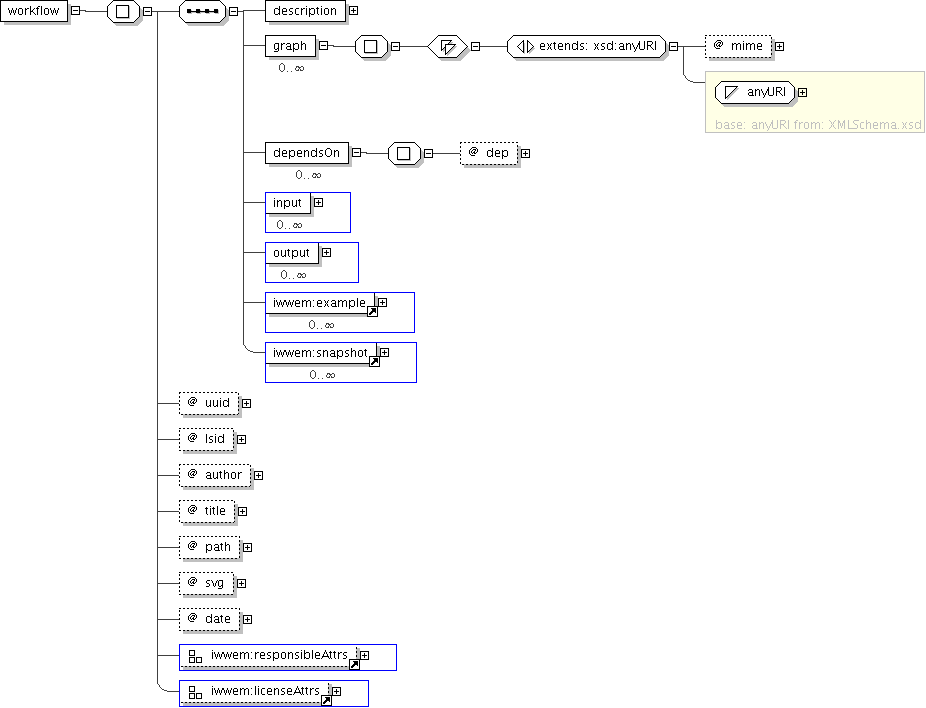 workflow
description
graph
0..∞
extends: xsd:anyURI
@ mime
anyURI
base: anyURI from: XMLSchema.xsd
dependsOn
0..∞
@ dep
input
0..∞
output
0..∞
iwwem:example
0..∞
iwwem:snapshot
0..∞
@ uuid
@ lsid
@ author
@ title
@ path
@ svg
@ date
iwwem:responsibleAttrs
iwwem:licenseAttrs